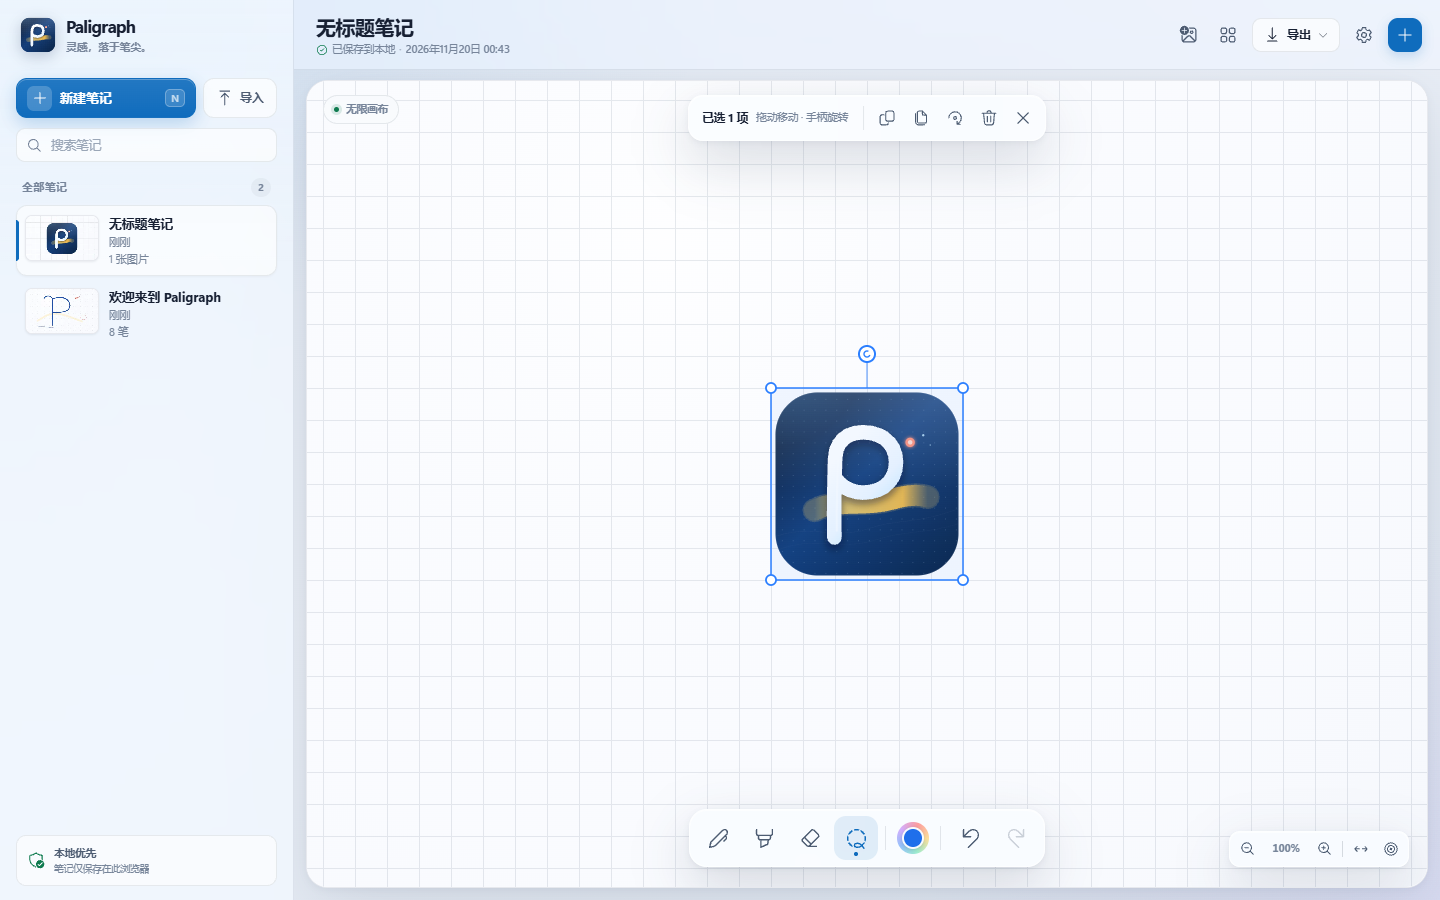 Paligraph
灵感，落于笔尖。
新建笔记 N
导入
搜索笔记
全部笔记 2
无标题笔记
刚刚
1 张图片
欢迎来到 Paligraph
刚刚
8 笔
本地优先
笔记仅保存在此浏览器
无标题笔记
已保存到本地 · 2026年11月20日 00:43
导出
无限画布
已选 1 项 拖动移动 · 手柄旋转
100%